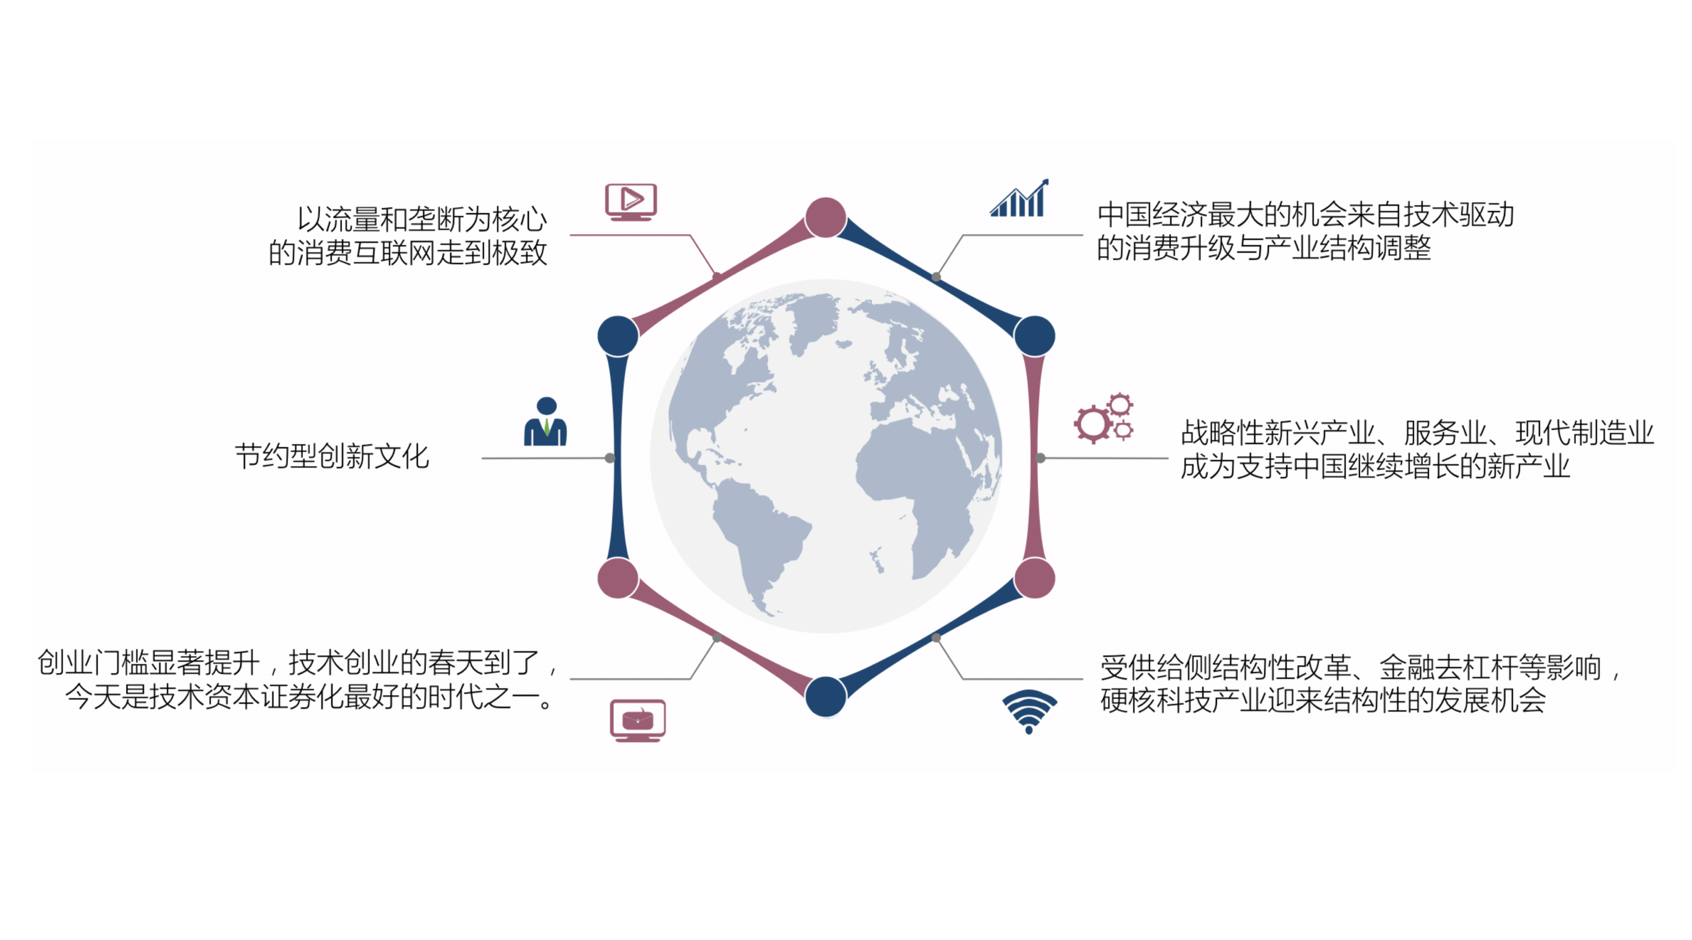 以流量和垄断为核心
的消费互联网走到极致
中国经济最大的机会来自技术驱动
的消费升级与产业结构调整
节约型创新文化
战略性新兴产业、服务业、现代制造业
成为支持中国继续增长的新产业
创业门槛显著提升，技术创业的春天到了，
今天是技术资本证券化最好的时代之一。
受供给侧结构性改革、金融去杠杆等影响，
硬核科技产业迎来结构性的发展机会